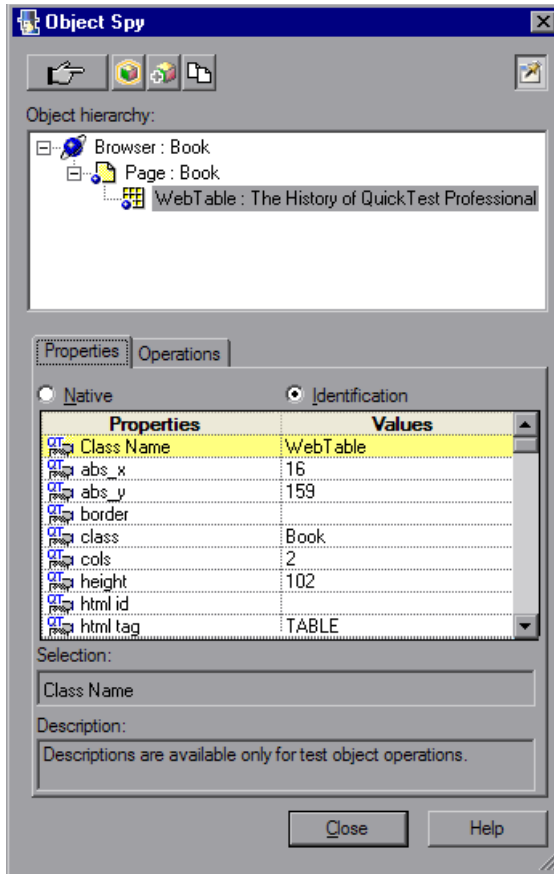 Object Spy
Object hierarchy:
Browser : Book
Page : Book
WebTable : The History of QuickTest Professional
Properties Operations
Native Identification
Properties Values
Class Name WebTable
abs_x 16
abs_y 159
border
class Book
cols 2
height 102
html id
html tag TABLE
Selection:
Class Name
Description:
Descriptions are available only for test object operations.
Close Help